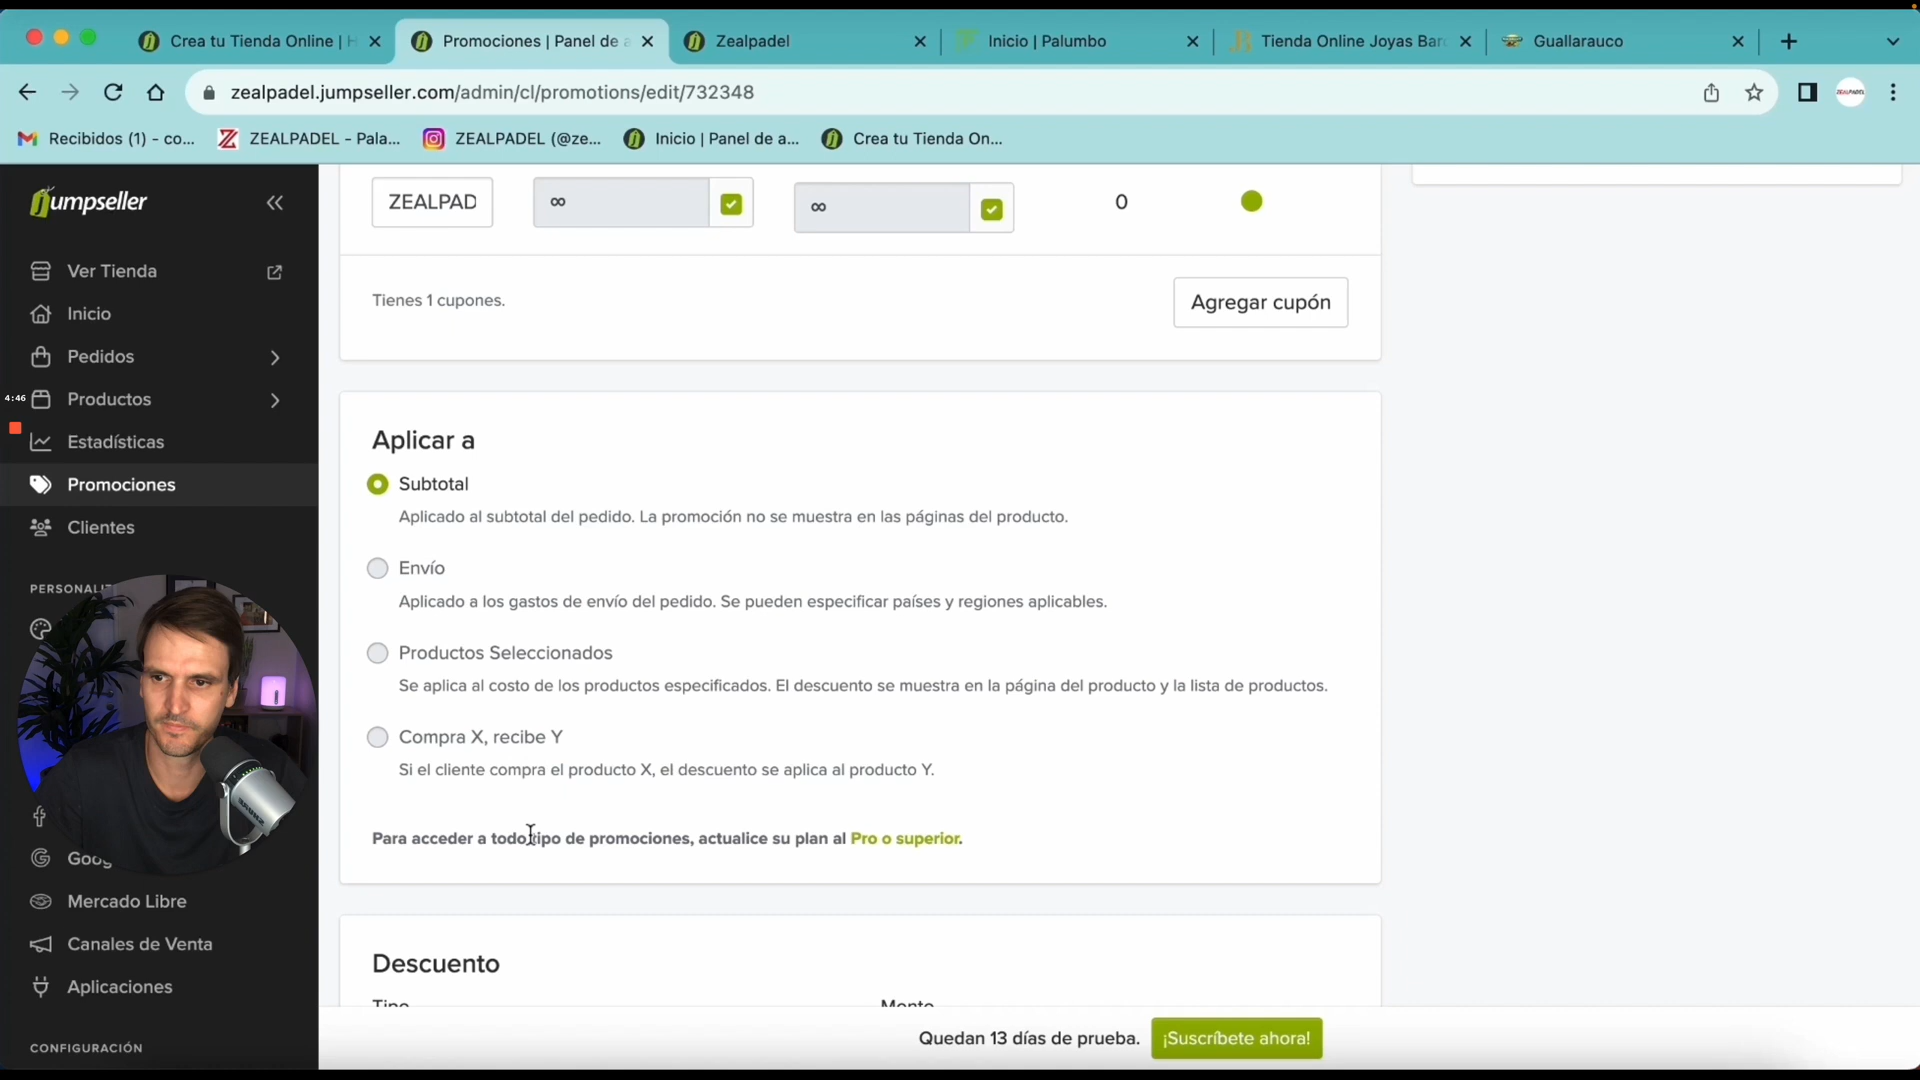 Crea tu Tienda Online | H
Promociones | Panel de a
Zealpadel
Inicio | Palumbo
Tienda Online Joyas Bar
Guallarauco
zealpadel.jumpseller.com/admin/cl/promotions/edit/732348
ZEALPADEL
Recibidos (1) - co...
ZEALPADEL - Pala...
ZEALPADEL (@ze...
Inicio | Panel de a...
Crea tu Tienda On...
jumpseller
Ver Tienda
Inicio
Pedidos
4:46
Productos
Estadísticas
Promociones
Clientes
PERSONALI
Goog
Mercado Libre
Canales de Venta
Aplicaciones
CONFIGURACIÓN
ZEALPAD
∞
∞
0
Tienes 1 cupones.
Agregar cupón
Aplicar a
Subtotal
Aplicado al subtotal del pedido. La promoción no se muestra en las páginas del producto.
Envío
Aplicado a los gastos de envío del pedido. Se pueden especificar países y regiones aplicables.
Productos Seleccionados
Se aplica al costo de los productos especificados. El descuento se muestra en la página del producto y la lista de productos.
Compra X, recibe Y
Si el cliente compra el producto X, el descuento se aplica al producto Y.
Para acceder a todo tipo de promociones, actualice su plan al Pro o superior.
Descuento
Tipo
Monto
Quedan 13 días de prueba.
¡Suscríbete ahora!